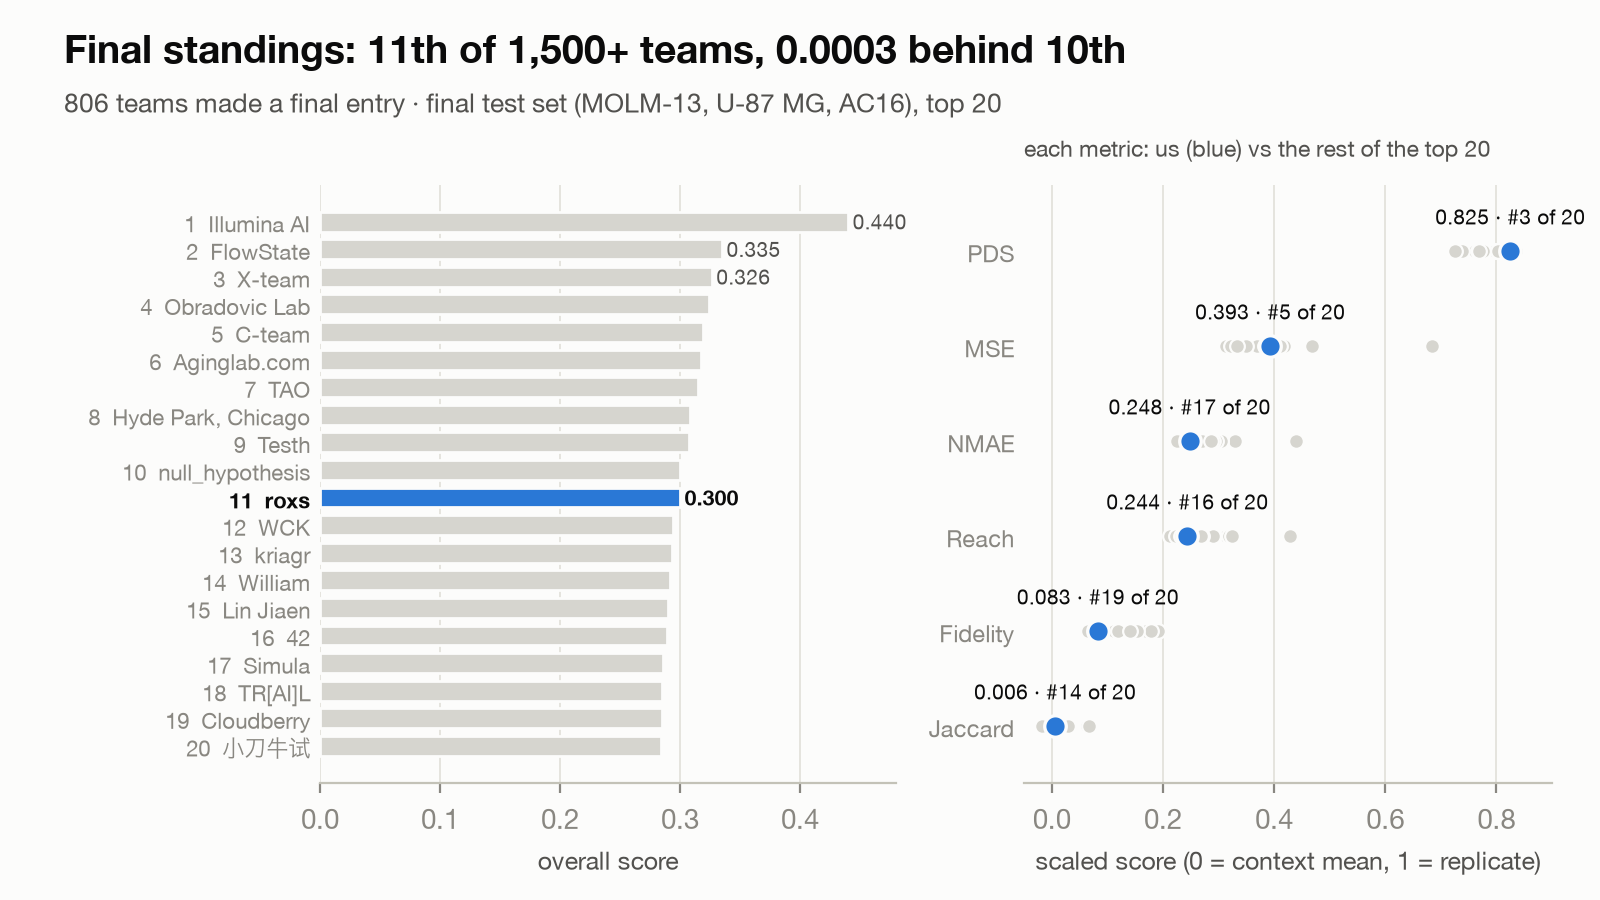 Final standings: 11th of 1,500+ teams, 0.0003 behind 10th
806 teams made a final entry · final test set (MOLM-13, U-87 MG, AC16), top 20
1 Illumina AI 0.440
2 FlowState 0.335
3 X-team 0.326
4 Obradovic Lab
5 C-team
6 Aginglab.com
7 TAO
8 Hyde Park, Chicago
9 Testh
10 null_hypothesis
11 roxs 0.300
12 WCK
13 kriagr
14 William
15 Lin Jiaen
16 42
17 Simula
18 TR[AI]L
19 Cloudberry
20 小刀牛试
0.0 0.1 0.2 0.3 0.4
overall score
each metric: us (blue) vs the rest of the top 20
0.825 · #3 of 20
PDS
0.393 · #5 of 20
MSE
0.248 · #17 of 20
NMAE
0.244 · #16 of 20
Reach
0.083 · #19 of 20
Fidelity
0.006 · #14 of 20
Jaccard
0.0 0.2 0.4 0.6 0.8
scaled score (0 = context mean, 1 = replicate)